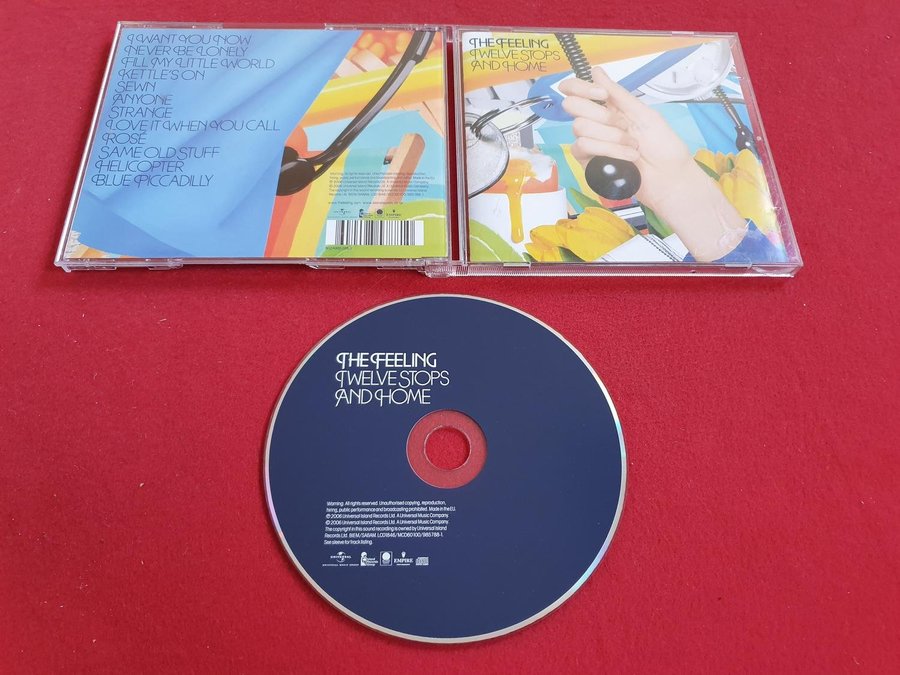 I WANT YOU NOW
NEVER BE LONELY
FILL MY LITTLE WORLD
KETTLE'S ON
SEWN
ANYONE
STRANGE
LOVE IT WHEN YOU CALL
ROSÉ
SAME OLD STUFF
HELICOPTER
BLUE PICCADILLY
THE FEELING
TWELVE STOPS
AND HOME
THE FEELING
TWELVE STOPS
AND HOME
Warning. All rights reserved. Unauthorised copying, reproduction,
hiring, public performance and broadcasting prohibited. Made in the EU.
℗ 2006 Universal Island Records Ltd. A Universal Music Company.
© 2006 Universal Island Records Ltd. A Universal Music Company.
The copyright in this sound recording is owned by Universal Island
Records Ltd. BIEM/SABAM. LC01846/MCD60100/985 788-1.
See sleeve for track listing.
UNIVERSAL
EMPIRE